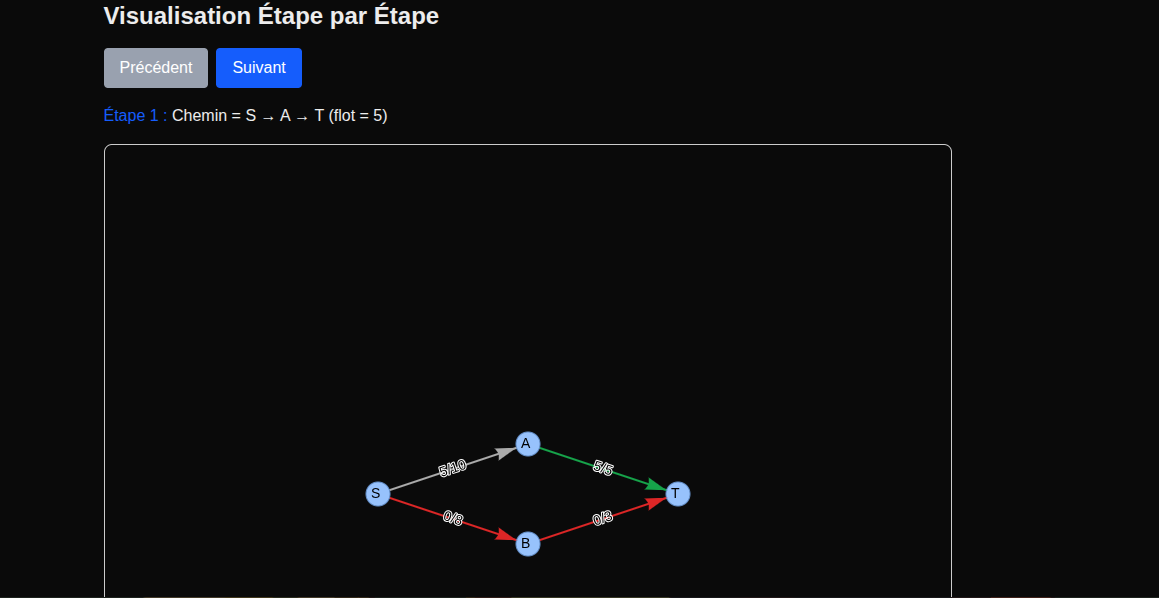 Visualisation Étape par Étape
Précédent Suivant
Étape 1 : Chemin = S → A → T (flot = 5)
A
5/10 5/5
S T
0/8 0/3
B